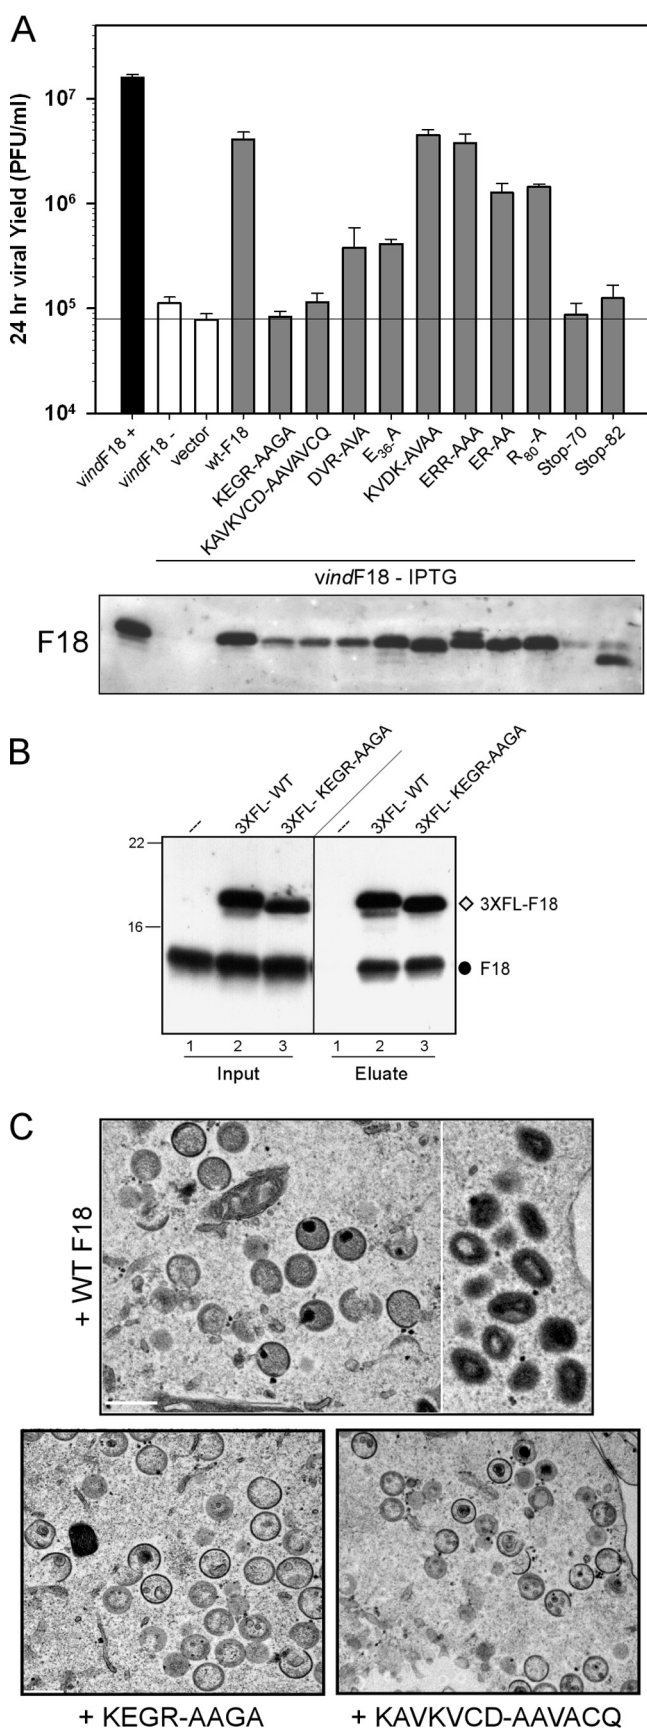 A
24 hr viral Yield (PFU/ml)
10⁷
10⁶
10⁵
10⁴
vindF18 +
vindF18 -
vector
wt-F18
KEGR-AAGA
KAVKVCD-AAVAVCQ
DVR-AVA
E₃₆-A
KVDK-AVAA
ERR-AAA
ER-AA
R₈₀-A
Stop-70
Stop-82
vindF18 - IPTG
F18
B
---
3XFL- WT
3XFL- KEGR-AAGA
---
3XFL- WT
3XFL- KEGR-AAGA
22
16
3XFL-F18
F18
1 2 3 1 2 3
Input Eluate
C
+ WT F18
+ KEGR-AAGA + KAVKVCD-AAVACQ